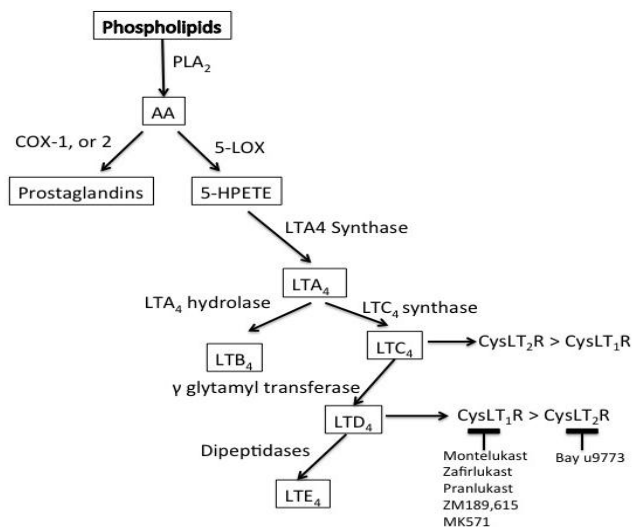 Phospholipids
PLA₂
AA
COX-1, or 2
5-LOX
Prostaglandins
5-HPETE
LTA4 Synthase
LTA₄
LTA₄ hydrolase
LTC₄ synthase
LTB₄
LTC₄
CysLT₂R > CysLT₁R
γ glytamyl transferase
LTD₄
CysLT₁R > CysLT₂R
Dipeptidases
Montelukast
Zafirlukast
Pranlukast
ZM189,615
MK571
Bay u9773
LTE₄